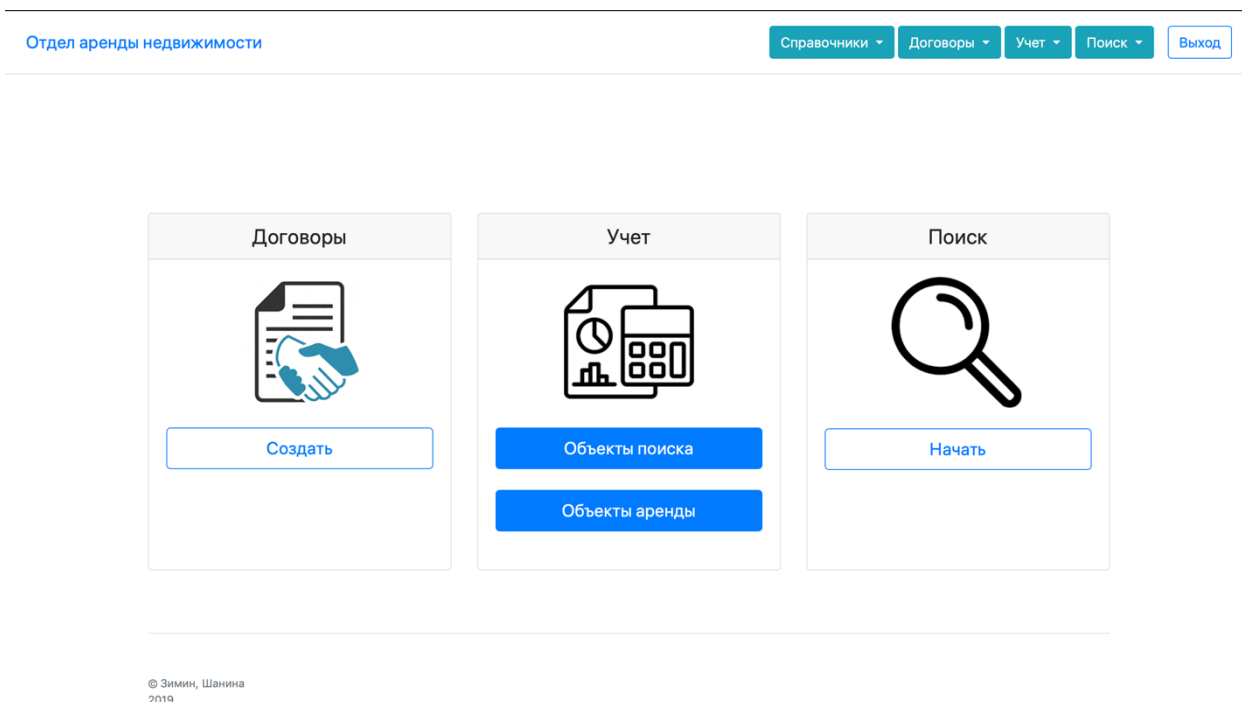 Отдел аренды недвижимости
Справочники Договоры Учет Поиск Выход
Договоры Учет Поиск
Создать Объекты поиска Начать
Объекты аренды
© Зимин, Шанина
2019